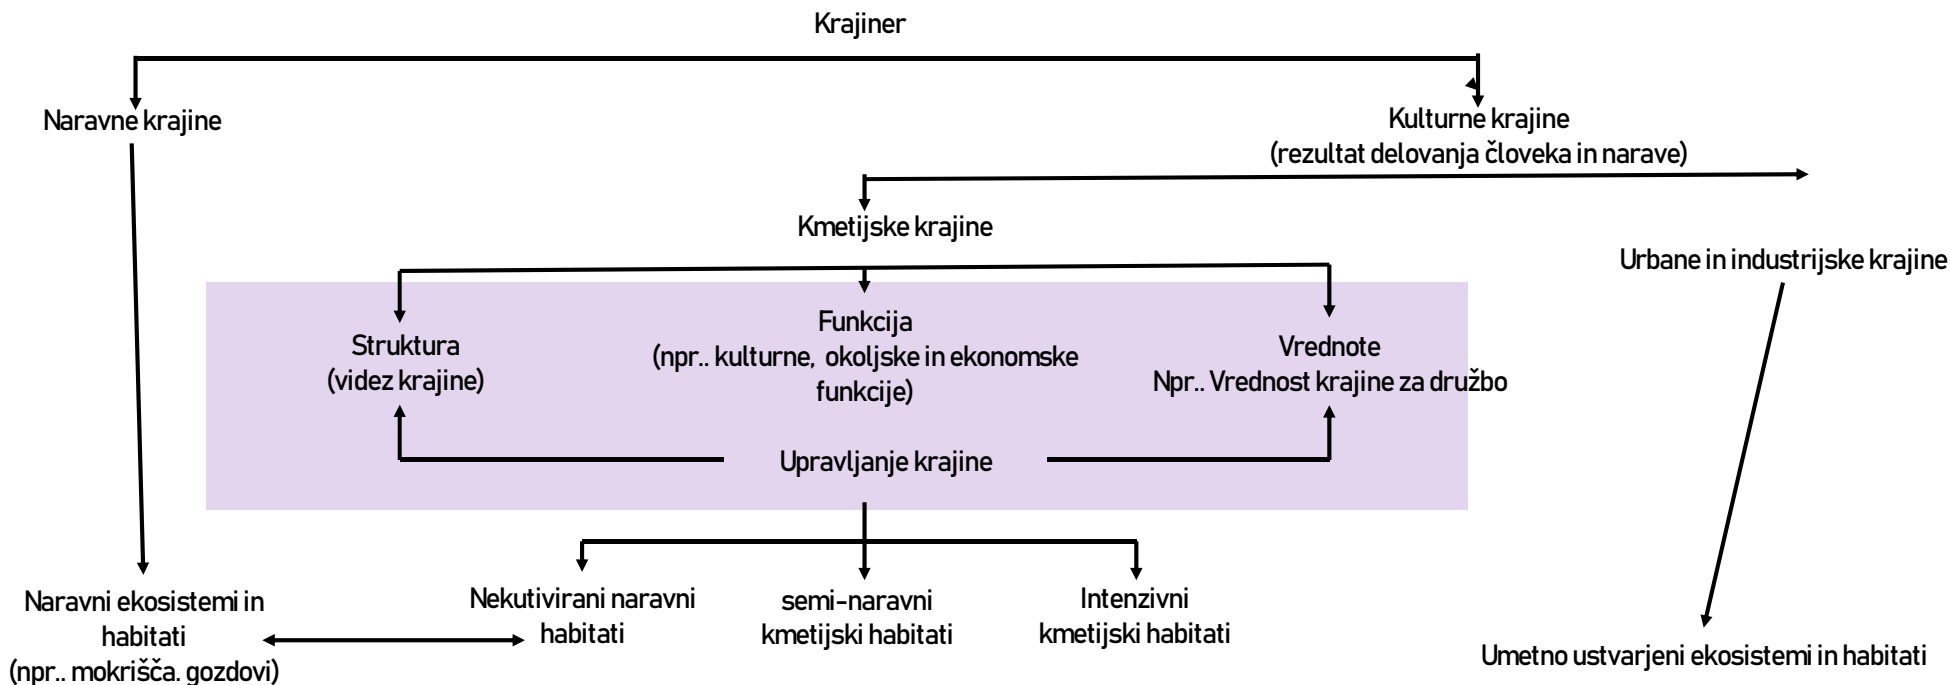 Krajiner
Naravne krajine
Kulturne krajine
(rezultat delovanja človeka in narave)
Kmetijske krajine
Urbane in industrijske krajine
Struktura
(videz krajine)
Funkcija
(npr.. kulturne, okoljske in ekonomske
funkcije)
Vrednote
Npr.. Vrednost krajine za družbo
Upravljanje krajine
Naravni ekosistemi in
habitati
(npr.. mokrišča. gozdovi)
Nekutivirani naravni
habitati
semi-naravni
kmetijski habitati
Intenzivni
kmetijski habitati
Umetno ustvarjeni ekosistemi in habitati